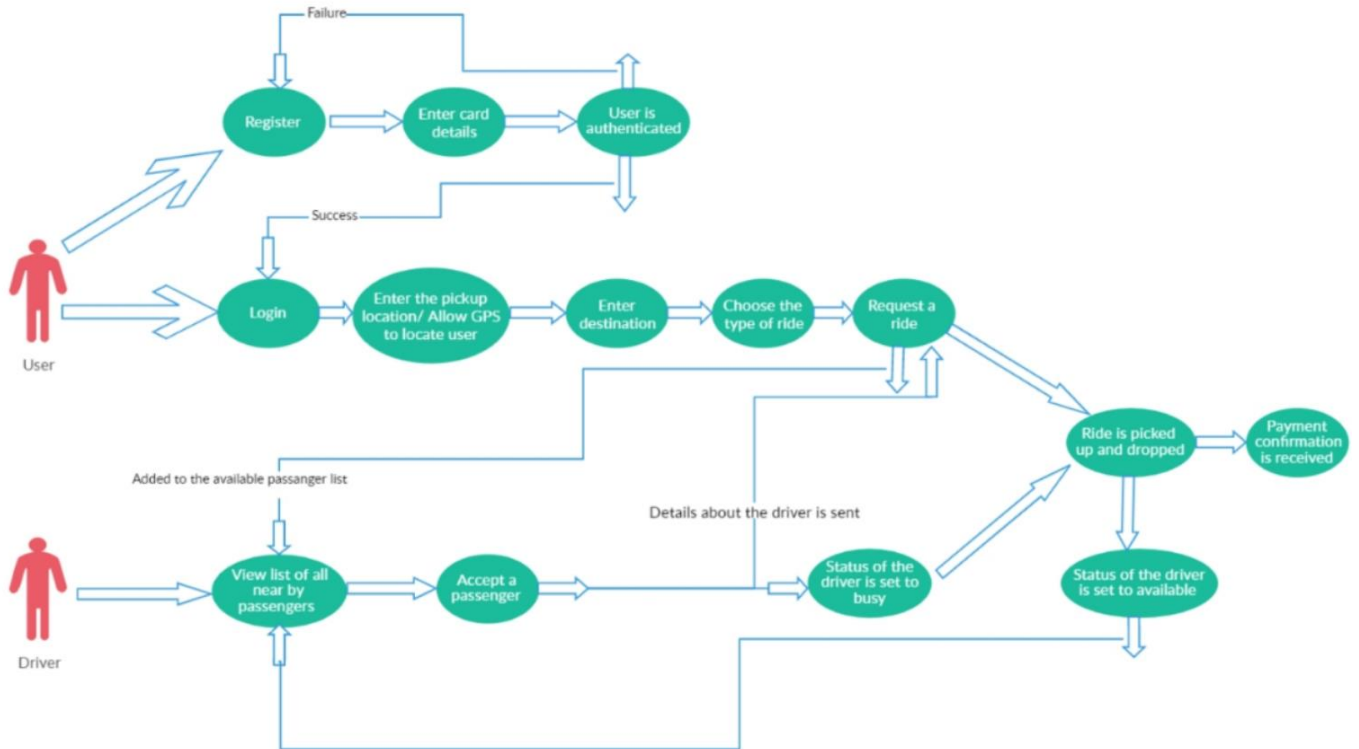 Failure
Register
Enter card
details
User is
authenticated
Success
Login
Enter the pickup
location/ Allow GPS
to locate user
Enter
destination
Choose the
type of ride
Request a
ride
User
Ride is picked
up and dropped
Payment
confirmation
is received
Added to the available passanger list
Details about the driver is sent
View list of all
near by
passengers
Accept a
passenger
Status of the
driver is set to
busy
Status of the driver
is set to available
Driver